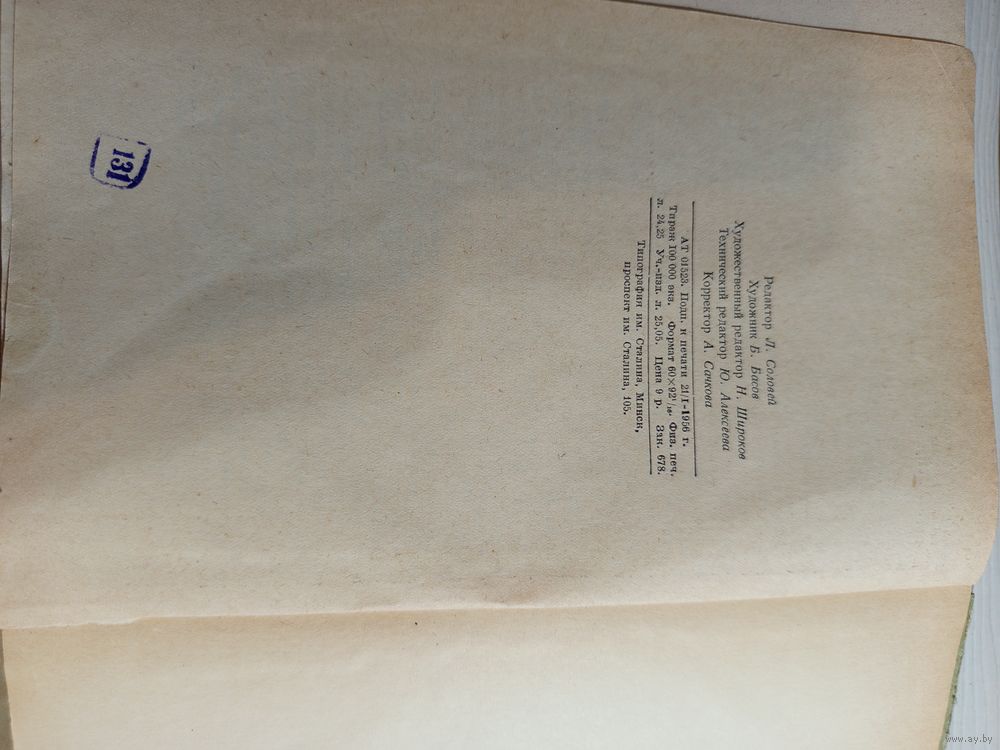 Редактор Л. Соловей
Художник Б. Басов
Художественный редактор Н. Широков
Технический редактор Ю. Алексеева
Корректор А. Сачкова
АТ 01523. Подп. к печати 21/I-1956 г.
Тираж 100 000 экз. Формат 60×92¹/₁₆. Физ. печ.
л. 24,25 Уч.-изд. л. 25,05. Цена 9 р. Зак. 678.
Типография им. Сталина, Минск,
проспект им. Сталина, 105.
131
www.ay.by